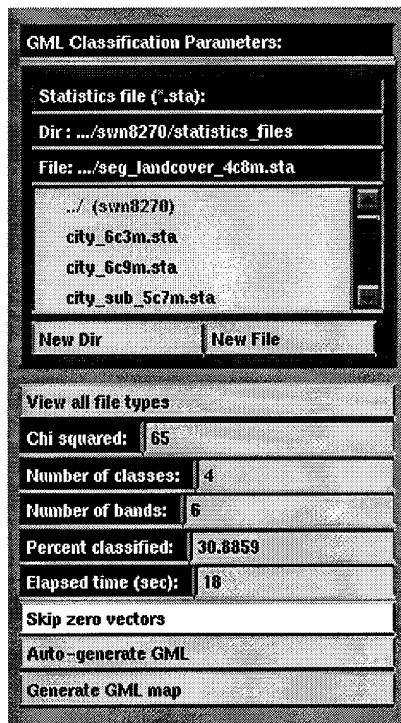 GML Classification Parameters:
Statistics file (*.sta):
Dir : .../swn8270/statistics_files
File: .../seg_landcover_4c8m.sta
../ (swn8270)
city_6c3m.sta
city_6c9m.sta
city_sub_5c7m.sta
New Dir New File
View all file types
Chi squared: 65
Number of classes: 4
Number of bands: 6
Percent classified: 30.8859
Elapsed time (sec): 18
Skip zero vectors
Auto-generate GML
Generate GML map